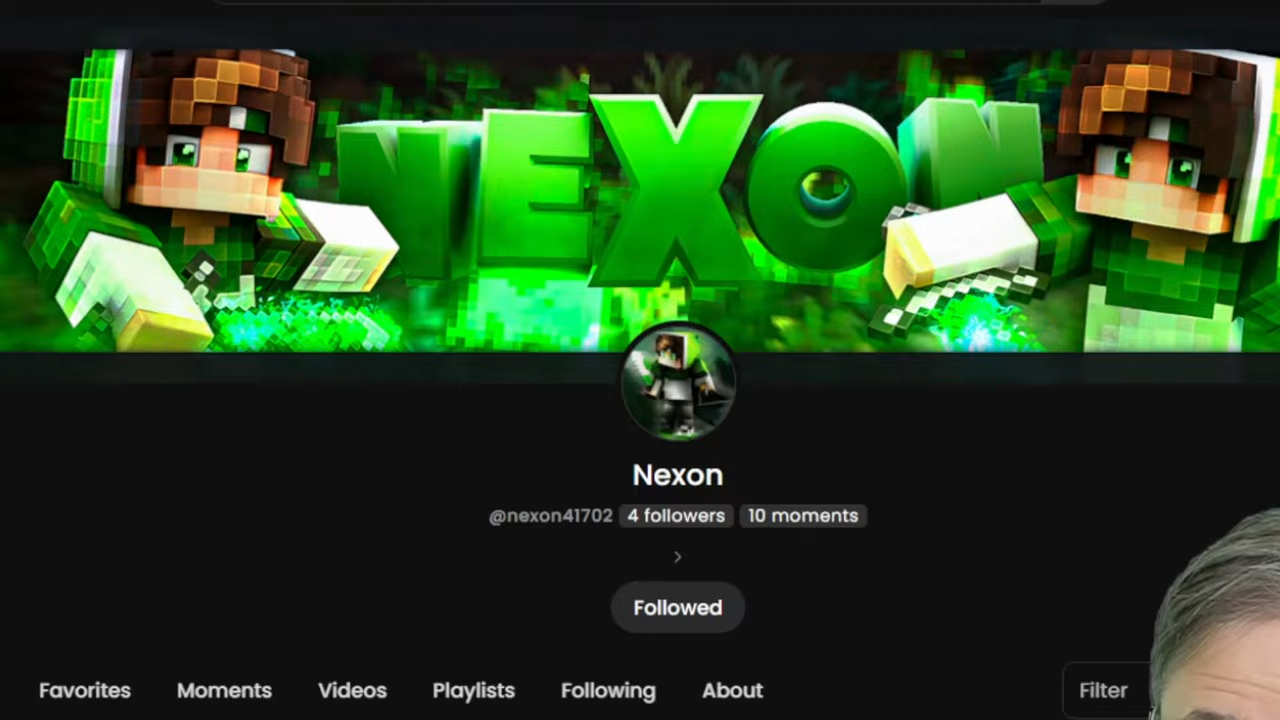 NEXON
Nexon
@nexon41702 4 followers 10 moments
Followed
Favorites Moments Videos Playlists Following About Filter